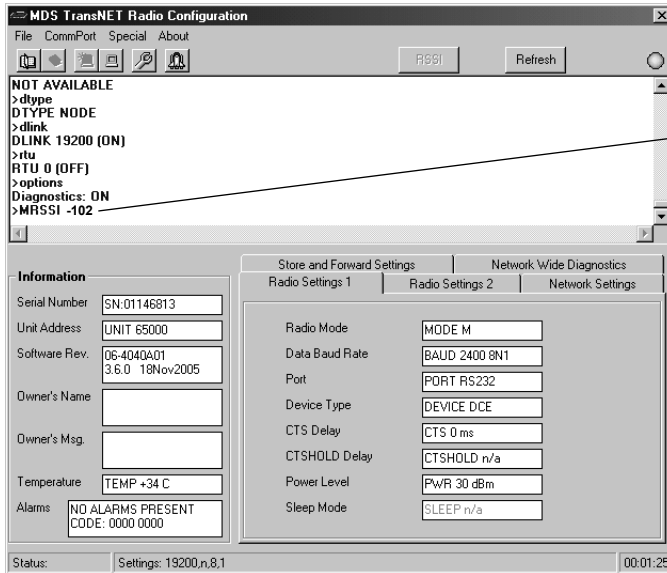 MDS TransNET Radio Configuration
File CommPort Special About
RSSI Refresh
NOT AVAILABLE
>dtype
DTYPE NODE
>dlink
DLINK 19200 (ON)
>rtu
RTU 0 (OFF)
>options
Diagnostics: ON
>MRSSI -102
Information
Serial Number SN:01146813
Unit Address UNIT 65000
Software Rev. 06-4040A01
3.6.0 18Nov2005
Owner's Name
Owner's Msg.
Temperature TEMP +34 C
Alarms NO ALARMS PRESENT
CODE: 0000 0000
Store and Forward Settings Network Wide Diagnostics
Radio Settings 1 Radio Settings 2 Network Settings
Radio Mode MODE M
Data Baud Rate BAUD 2400 8N1
Port PORT RS232
Device Type DEVICE DCE
CTS Delay CTS 0 ms
CTSHOLD Delay CTSHOLD n/a
Power Level PWR 30 dBm
Sleep Mode SLEEP n/a
Status: Settings: 19200,n,8,1 00:01:25